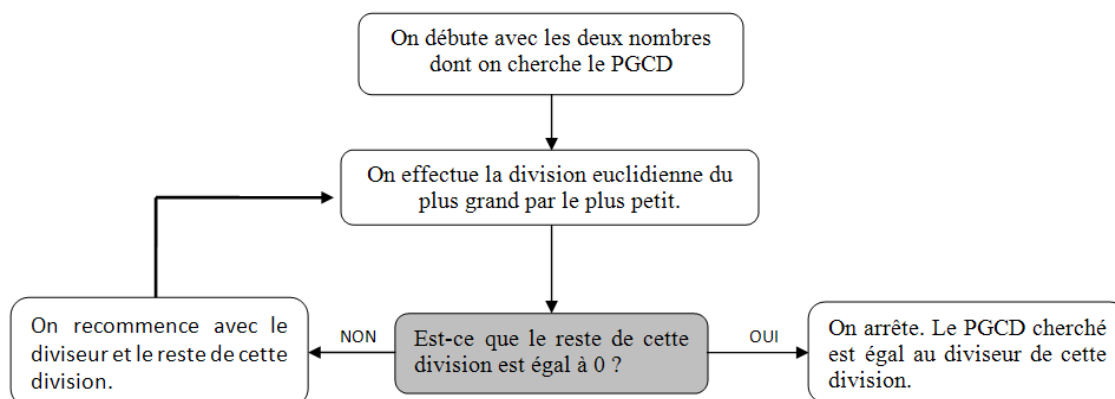 On débute avec les deux nombres
dont on cherche le PGCD
On effectue la division euclidienne du
plus grand par le plus petit.
On recommence avec le
diviseur et le reste de cette
division.
NON
Est-ce que le reste de cette
division est égal à 0 ?
OUI
On arrête. Le PGCD cherché
est égal au diviseur de cette
division.